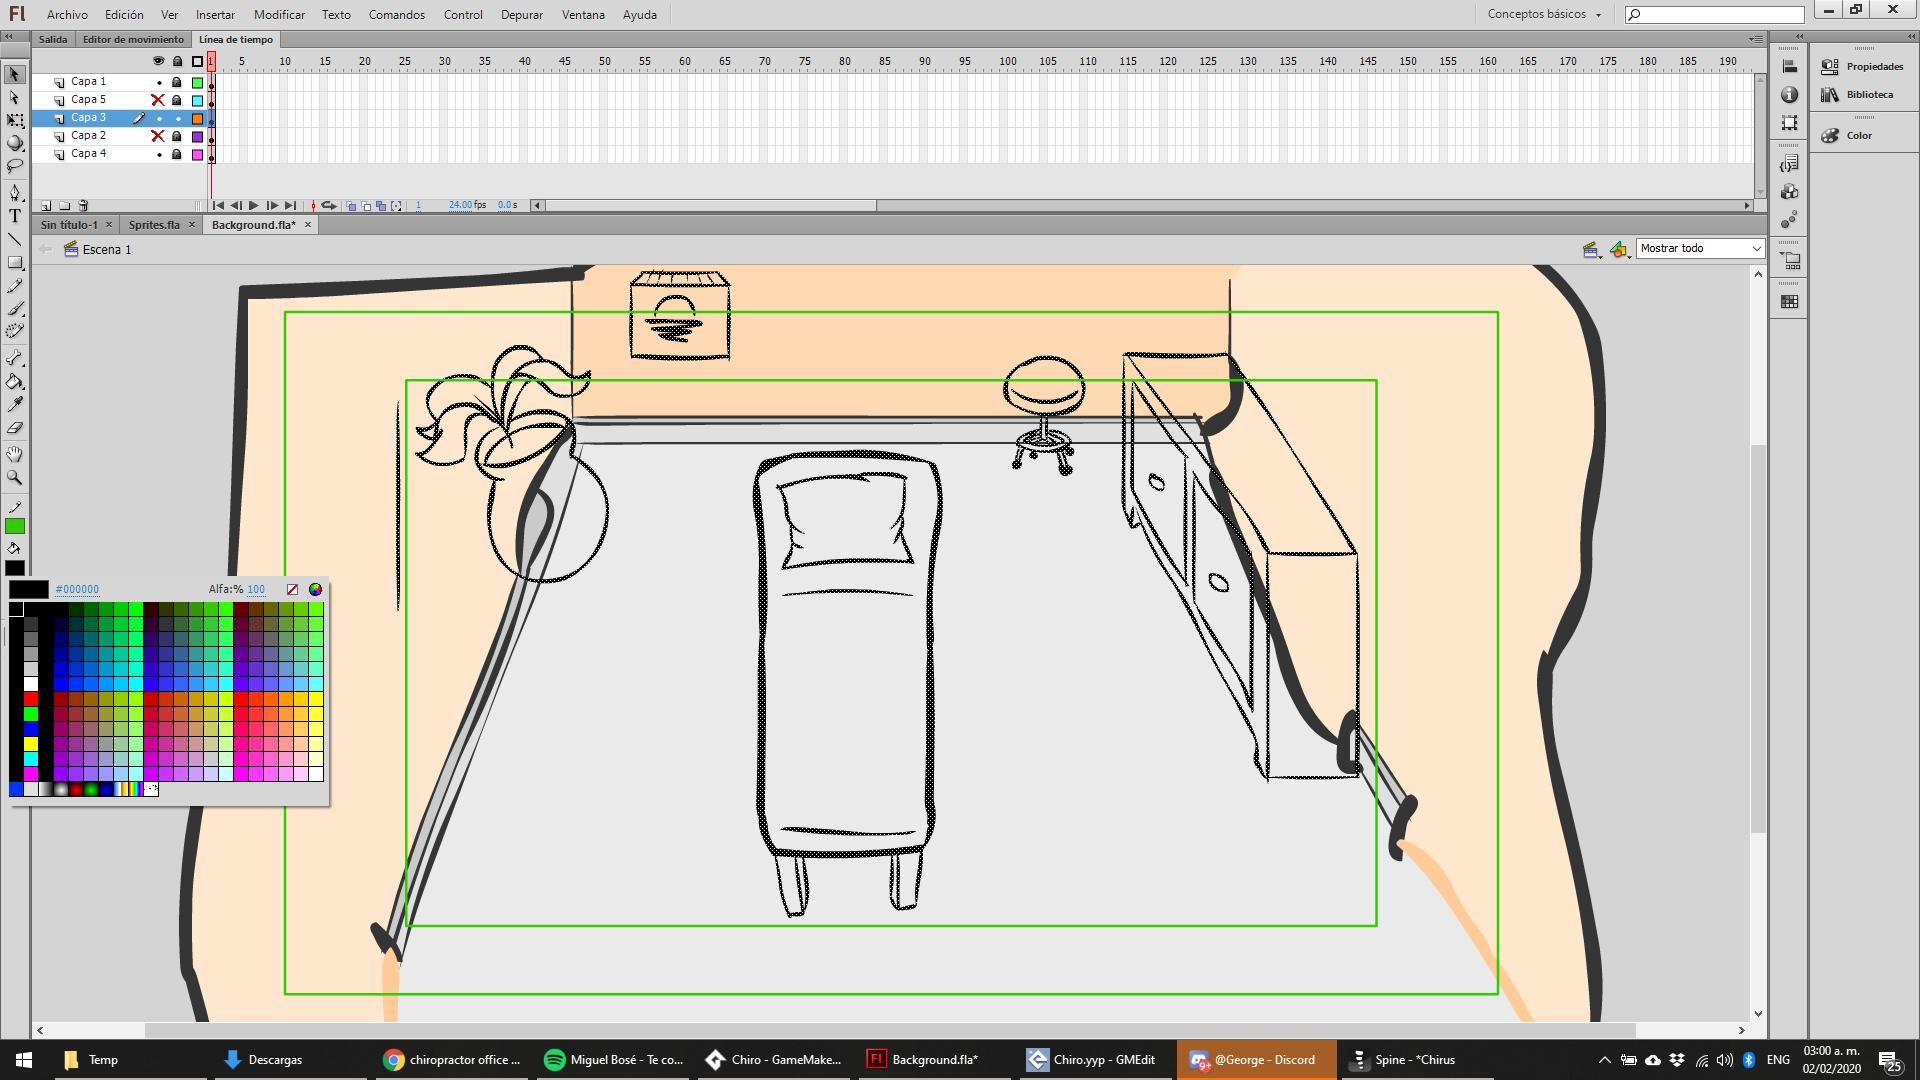 Fl Archivo Edición Ver Insertar Modificar Texto Comandos Control Depurar Ventana Ayuda Conceptos básicos
Salida Editor de movimiento Línea de tiempo
1 5 10 15 20 25 30 35 40 45 50 55 60 65 70 75 80 85 90 95 100 105 110 115 120 125 130 135 140 145 150 155 160 165 170 175 180 185 190
Capa 1
Capa 5
Capa 3
Capa 2
Capa 4
1 24.00 fps 0.0 s
Sin título-1 Sprites.fla Background.fla*
Escena 1 Mostrar todo
Propiedades
Biblioteca
Color
#000000 Alfa:% 100
Temp Descargas chiropractor office ... Miguel Bosé - Te co... Chiro - GameMake... Fl Background.fla* Chiro.yyp - GMEdit 9+ @George - Discord Spine - *Chirus ENG 03:00 a. m.
02/02/2020 25